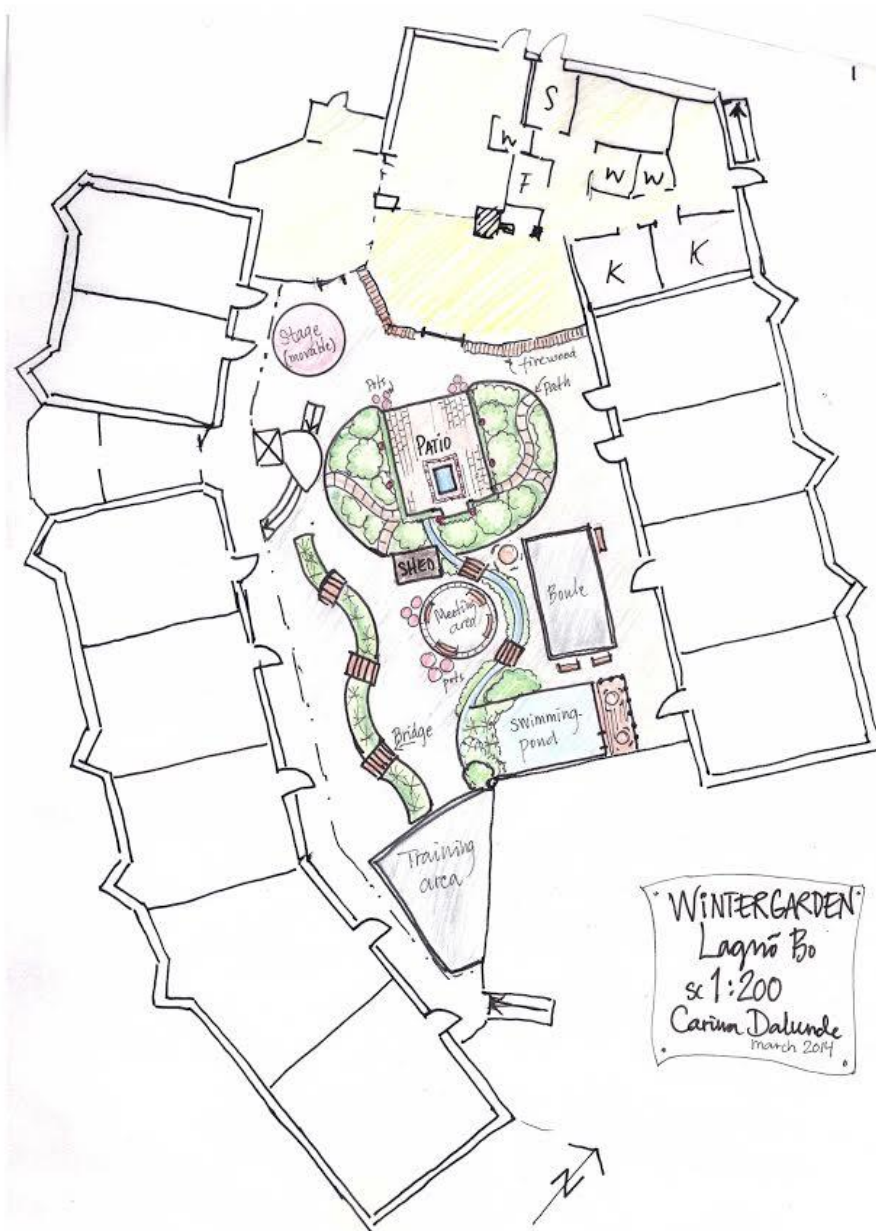 1
S
W
F
W
W
K
K
Stage
(movable)
firewood
Pots
Path
PATIO
SHED
Meeting
area
Boule
pots
Swimming-
pond
Bridge
Training
area
WINTERGARDEN
Lagnö Bo
sc 1:200
Carina Dalunde
march 2014
N